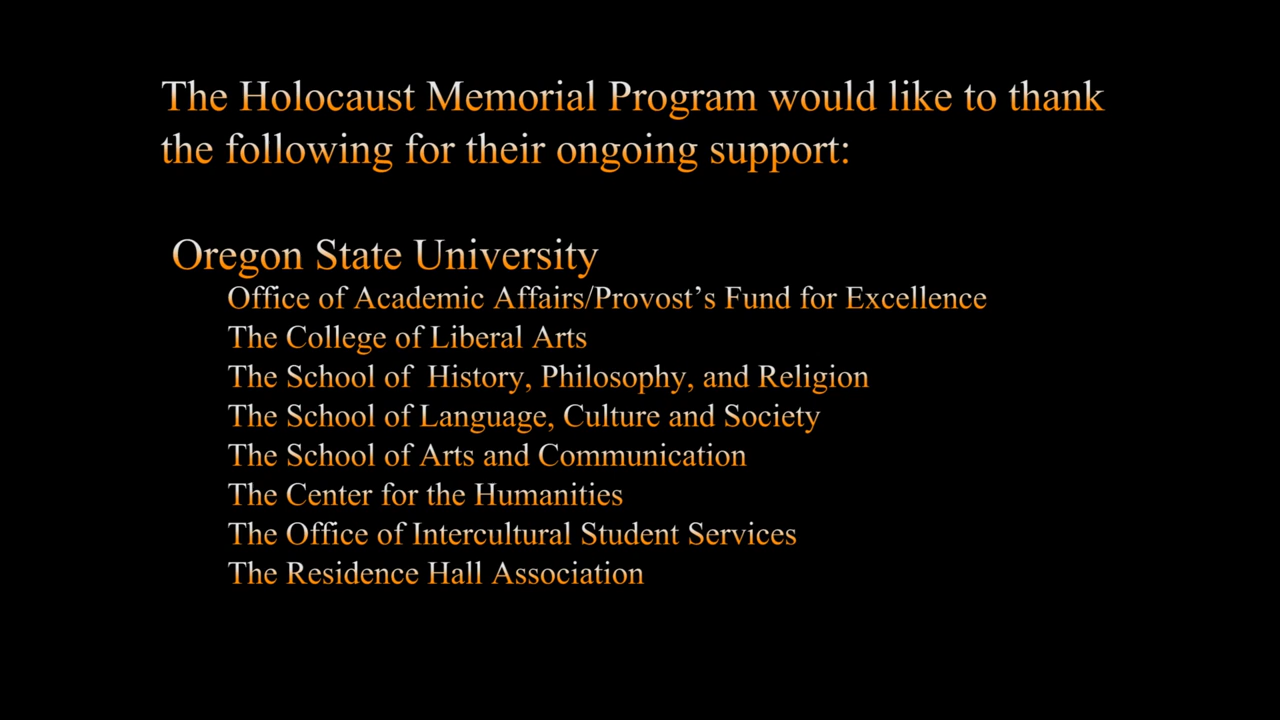 The Holocaust Memorial Program would like to thank
the following for their ongoing support:
Oregon State University
Office of Academic Affairs/Provost’s Fund for Excellence
The College of Liberal Arts
The School of  History, Philosophy, and Religion
The School of Language, Culture and Society
The School of Arts and Communication
The Center for the Humanities
The Office of Intercultural Student Services
The Residence Hall Association